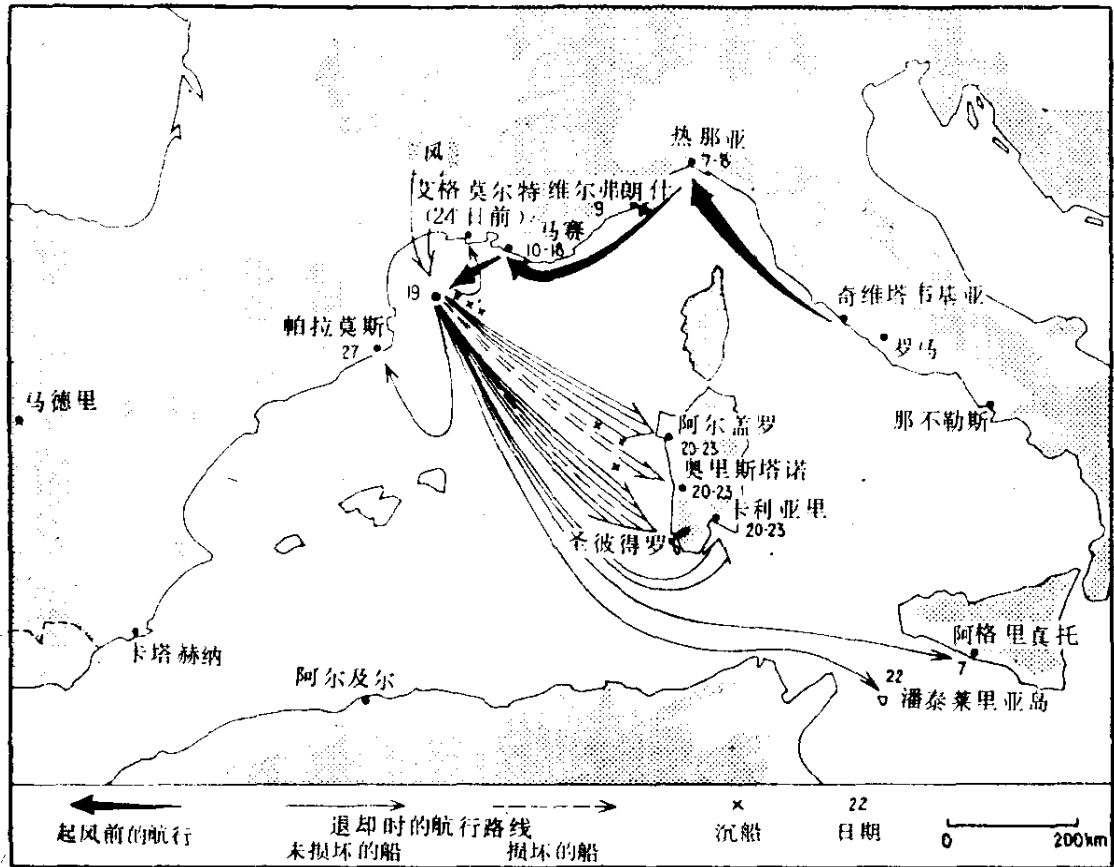 热那亚
7-8
风
艾格莫尔特 维尔弗朗什
(24日前)
9
马赛
10-18
19
奇维塔韦基亚
罗马
帕拉莫斯
27
马德里
那不勒斯
阿尔盖罗
20-23
奥里斯塔诺
20-23
卡利亚里
20-23
圣彼得罗
卡塔赫纳
阿格里真托
7
阿尔及尔
22
潘泰莱里亚岛
起风前的航行
退却时的航行路线
未损坏的船
损坏的船
沉船
22
日期
0
200km